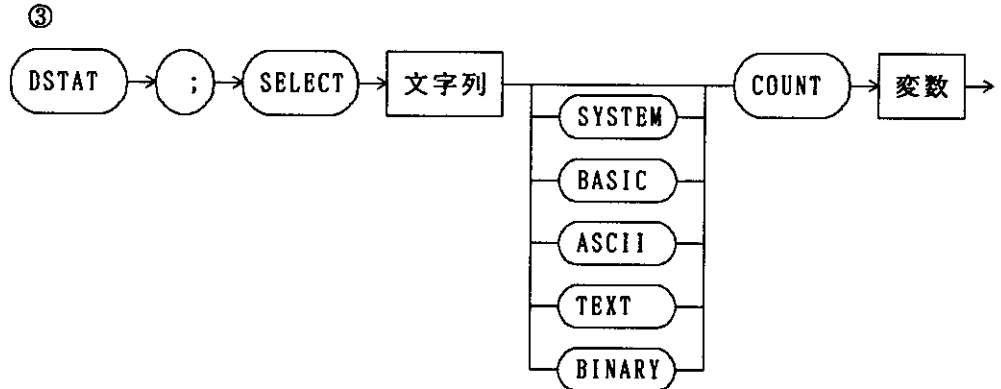 ③
DSTAT ; SELECT 文字列 COUNT 変数
SYSTEM
BASIC
ASCII
TEXT
BINARY